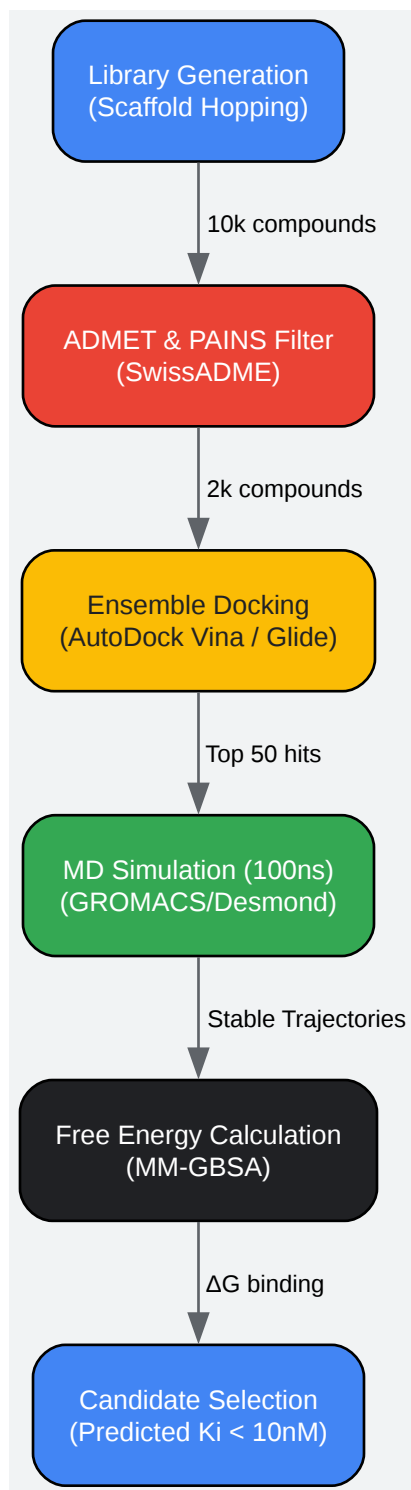 Library Generation
(Scaffold Hopping)
10k compounds
ADMET & PAINS Filter
(SwissADME)
2k compounds
Ensemble Docking
(AutoDock Vina / Glide)
Top 50 hits
MD Simulation (100ns)
(GROMACS/Desmond)
Stable Trajectories
Free Energy Calculation
(MM-GBSA)
ΔG binding
Candidate Selection
(Predicted Ki < 10nM)